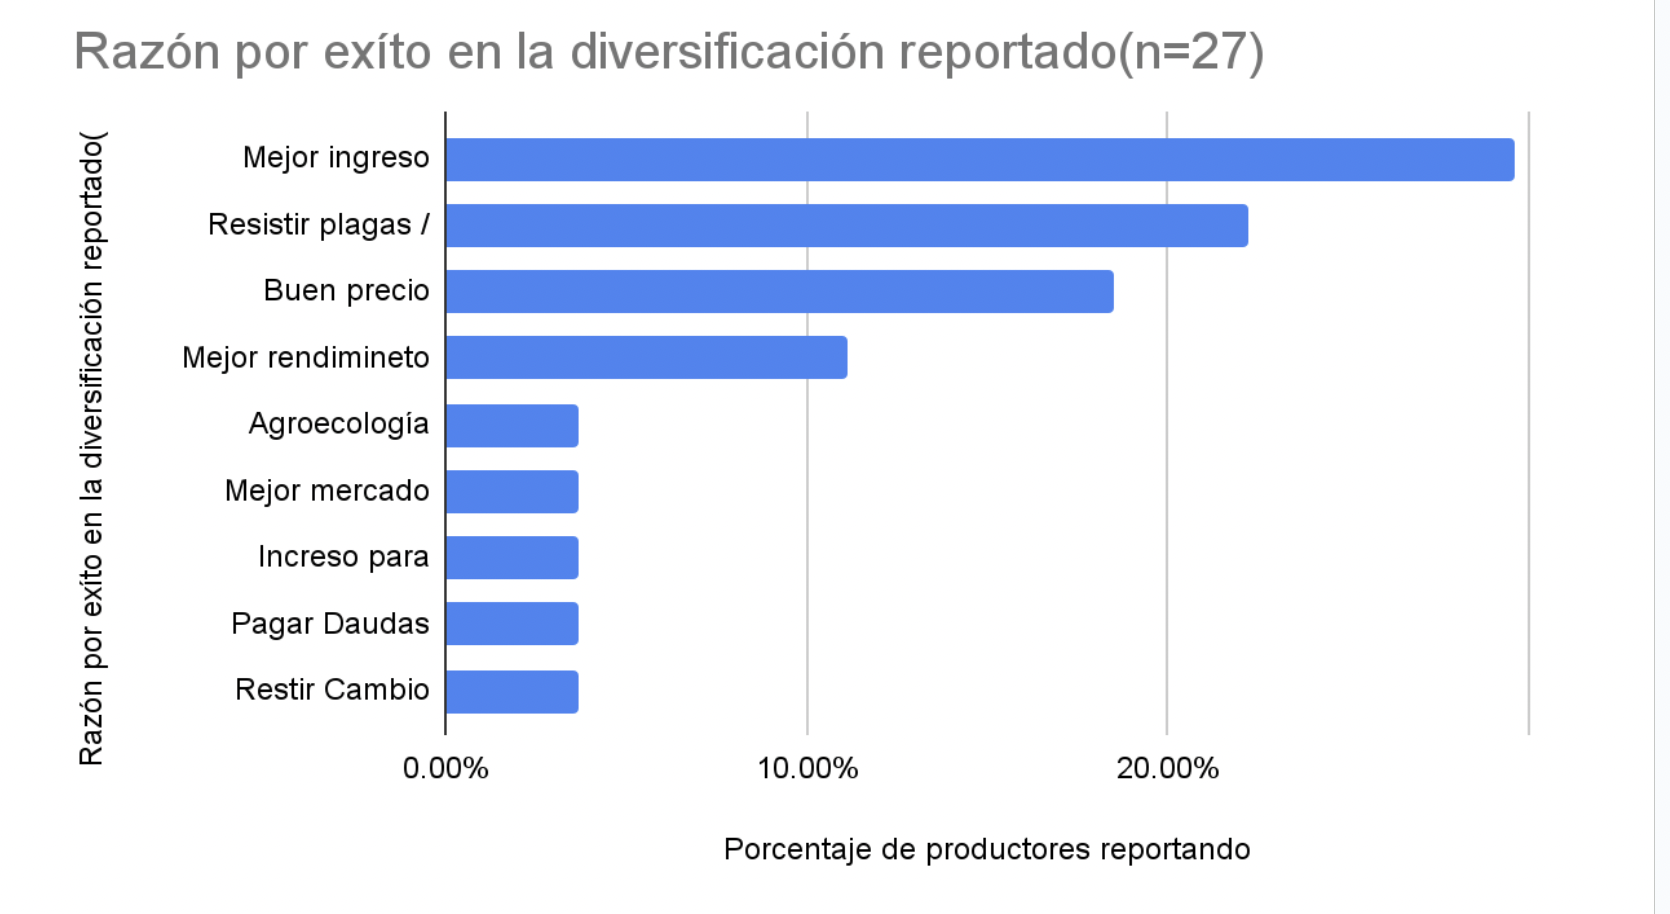 Razón por exíto en la diversificación reportado(n=27)
Razón por exíto en la diversificación reportado(
Mejor ingreso
Resistir plagas /
Buen precio
Mejor rendimineto
Agroecología
Mejor mercado
Increso para
Pagar Daudas
Restir Cambio
0.00%
10.00%
20.00%
Porcentaje de productores reportando